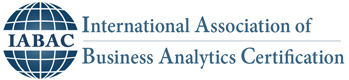 IABAC
International Association of
Business Analytics Certification